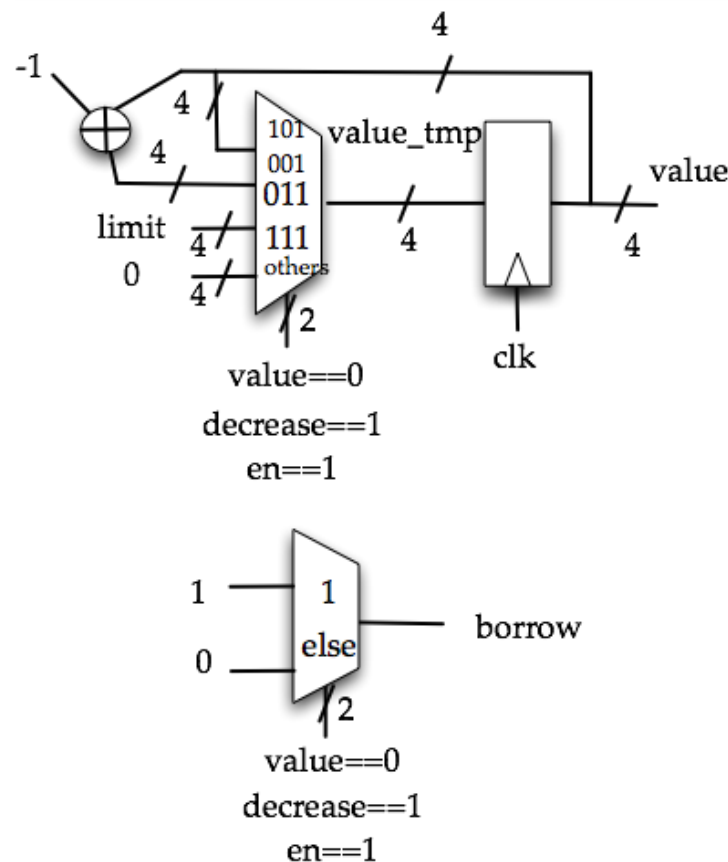 4
-1
4
101
value_tmp
001
4
011
value
limit
4
111
4
4
0
others
4
2
clk
value==0
decrease==1
en==1
1
1
borrow
else
0
2
value==0
decrease==1
en==1